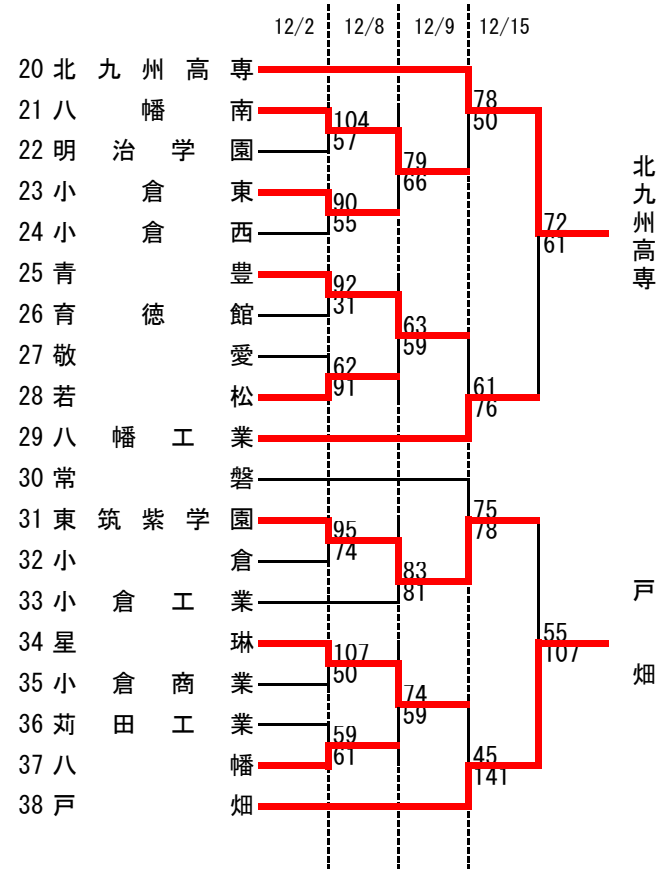 12/2 12/8 12/9 12/15
20 北九州高専
21 八幡南
22 明治学園
23 小倉東
24 小倉西
25 青豊
26 育徳館
27 敬愛
28 若松
29 八幡工業
30 常磐
31 東筑紫学園
32 小倉
33 小倉工業
34 星琳
35 小倉商業
36 苅田工業
37 八幡
38 戸畑
104
57
90
55
92
31
62
91
95
74
107
50
59
61
79
66
63
59
83
81
74
59
78
50
61
76
75
78
45
141
72
61
55
107
北九州高専
戸畑